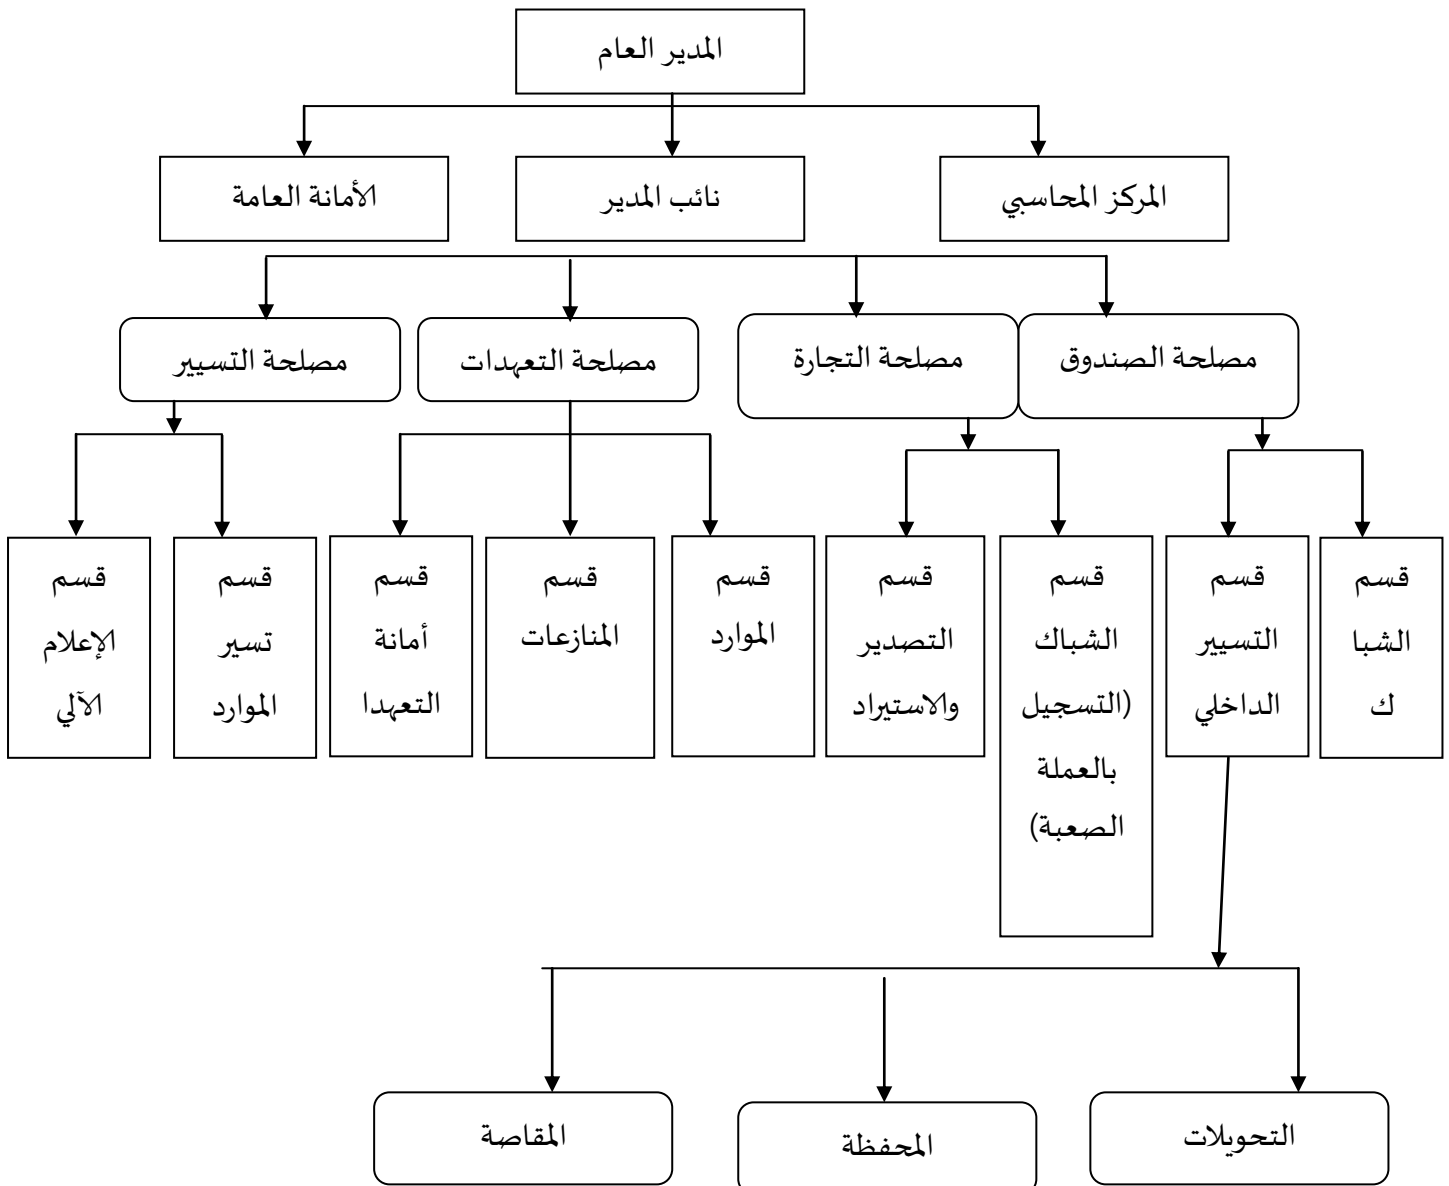 المدير العام
المركز المحاسبي
نائب المدير
الأمانة العامة
مصلحة الصندوق
مصلحة التجارة
مصلحة التعهدات
مصلحة التسيير
قسم
الشبا
ك
قسم
التسيير
الداخلي
قسم
الشباك
(التسجيل
بالعملة
الصعبة)
قسم
التصدير
والاستيراد
قسم
الموارد
قسم
المنازعات
قسم
أمانة
التعهدا
قسم
تسير
الموارد
قسم
الإعلام
الآلي
التحويلات
المحفظة
المقاصة